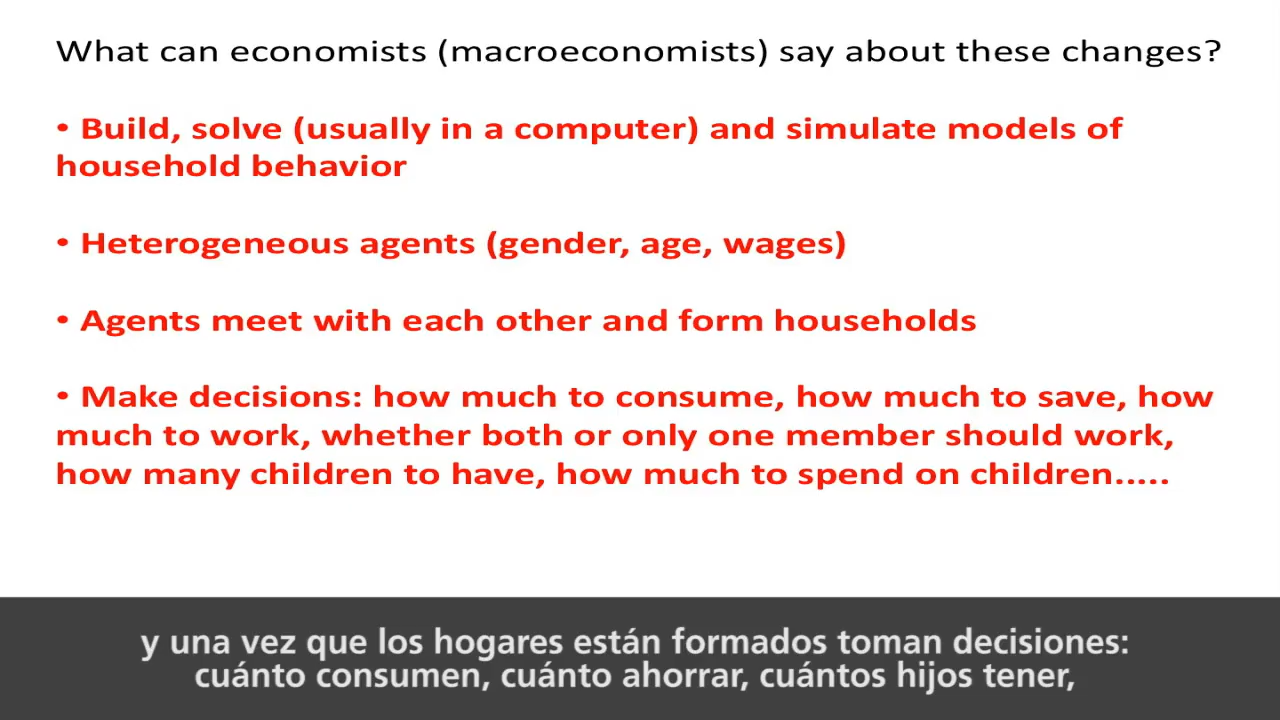 What can economists (macroeconomists) say about these changes?
• Build, solve (usually in a computer) and simulate models of
household behavior
• Heterogeneous agents (gender, age, wages)
• Agents meet with each other and form households
• Make decisions: how much to consume, how much to save, how
much to work, whether both or only one member should work,
how many children to have, how much to spend on children.....
y una vez que los hogares están formados toman decisiones:
cuánto consumen, cuánto ahorrar, cuántos hijos tener,